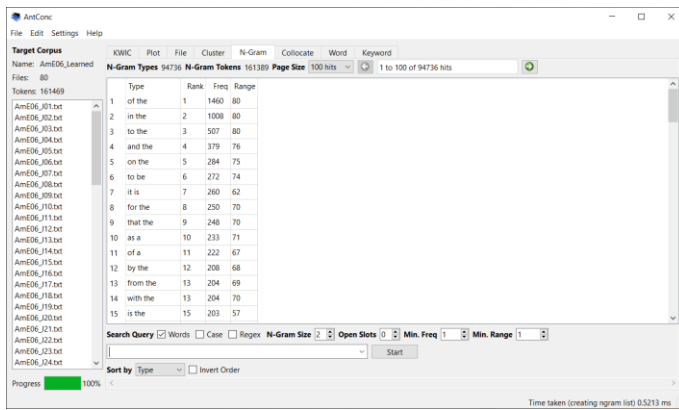 AntConc
File Edit Settings Help
Target Corpus
Name: AmE06_Learned
Files: 80
Tokens: 161469
AmE06_J01.txt
AmE06_J02.txt
AmE06_J03.txt
AmE06_J04.txt
AmE06_J05.txt
AmE06_J06.txt
AmE06_J07.txt
AmE06_J08.txt
AmE06_J09.txt
AmE06_J10.txt
AmE06_J11.txt
AmE06_J12.txt
AmE06_J13.txt
AmE06_J14.txt
AmE06_J15.txt
AmE06_J16.txt
AmE06_J17.txt
AmE06_J18.txt
AmE06_J19.txt
AmE06_J20.txt
AmE06_J21.txt
AmE06_J22.txt
AmE06_J23.txt
AmE06_J24.txt
Progress 100%
KWIC Plot File Cluster N-Gram Collocate Word Keyword
N-Gram Types 94736 N-Gram Tokens 161389 Page Size 100 hits 1 to 100 of 94736 hits
Type Rank Freq Range
1 of the 1 1460 80
2 in the 2 1008 80
3 to the 3 507 80
4 and the 4 379 76
5 on the 5 284 75
6 to be 6 272 74
7 it is 7 260 62
8 for the 8 250 70
9 that the 9 248 70
10 as a 10 233 71
11 of a 11 222 67
12 by the 12 208 68
13 from the 13 204 69
14 with the 13 204 70
15 is the 15 203 57
Search Query Words Case Regex N-Gram Size 2 Open Slots 0 Min. Freq 1 Min. Range 1
Start
Sort by Type Invert Order
Time taken (creating ngram list) 0.5213 ms